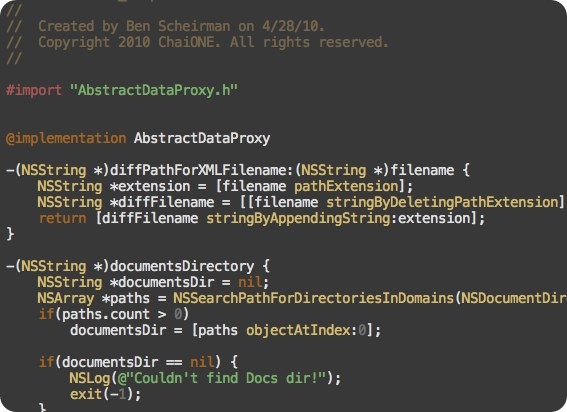 //
//  Created by Ben Scheirman on 4/28/10.
//  Copyright 2010 ChaiONE. All rights reserved.
//
#import "AbstractDataProxy.h"
@implementation AbstractDataProxy
-(NSString *)diffPathForXMLFilename:(NSString *)filename {
    NSString *extension = [filename pathExtension];
    NSString *diffFilename = [[filename stringByDeletingPathExtension]
    return [diffFilename stringByAppendingString:extension];
}
-(NSString *)documentsDirectory {
    NSString *documentsDir = nil;
    NSArray *paths = NSSearchPathForDirectoriesInDomains(NSDocumentDir
    if(paths.count > 0)
        documentsDir = [paths objectAtIndex:0];
    if(documentsDir == nil) {
        NSLog(@"Couldn't find Docs dir!");
        exit(-1);
    }